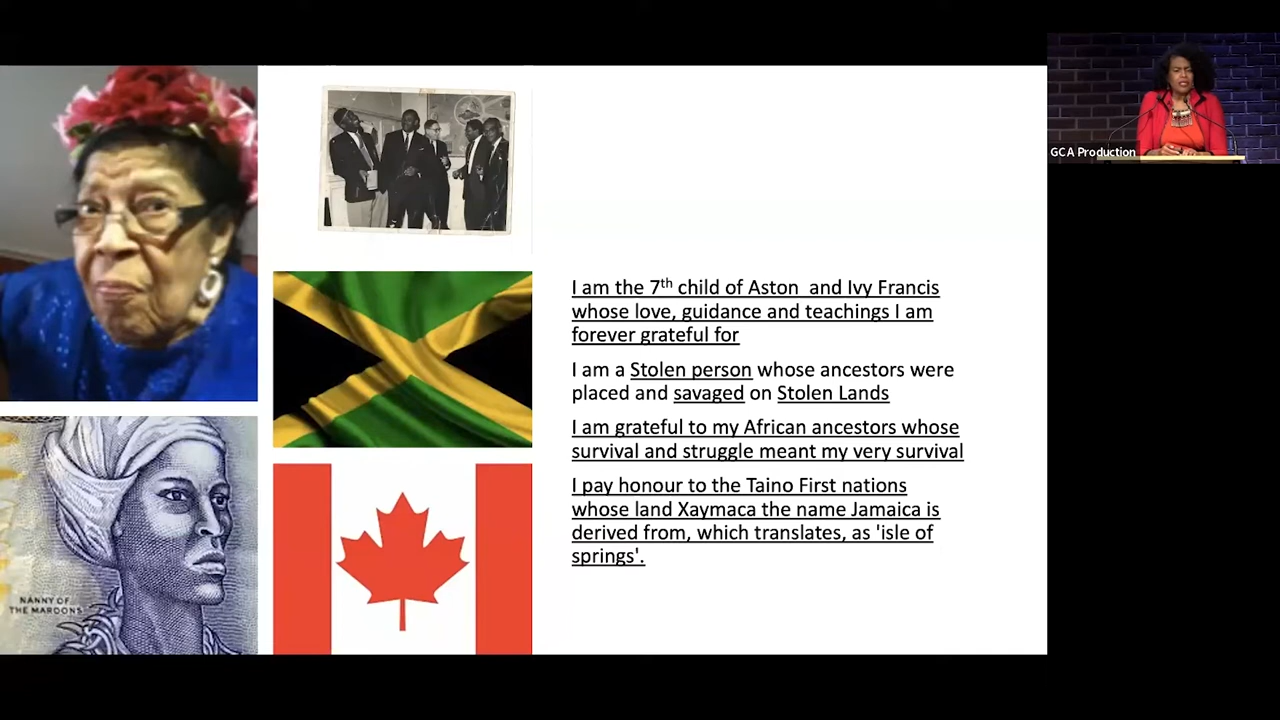 GCA Production
I am the 7th child of Aston and Ivy Francis
whose love, guidance and teachings I am
forever grateful for
I am a Stolen person whose ancestors were
placed and savaged on Stolen Lands
I am grateful to my African ancestors whose
survival and struggle meant my very survival
I pay honour to the Taino First nations
whose land Xaymaca the name Jamaica is
derived from, which translates, as 'isle of
springs'.
NANNY OF
THE MAROONS